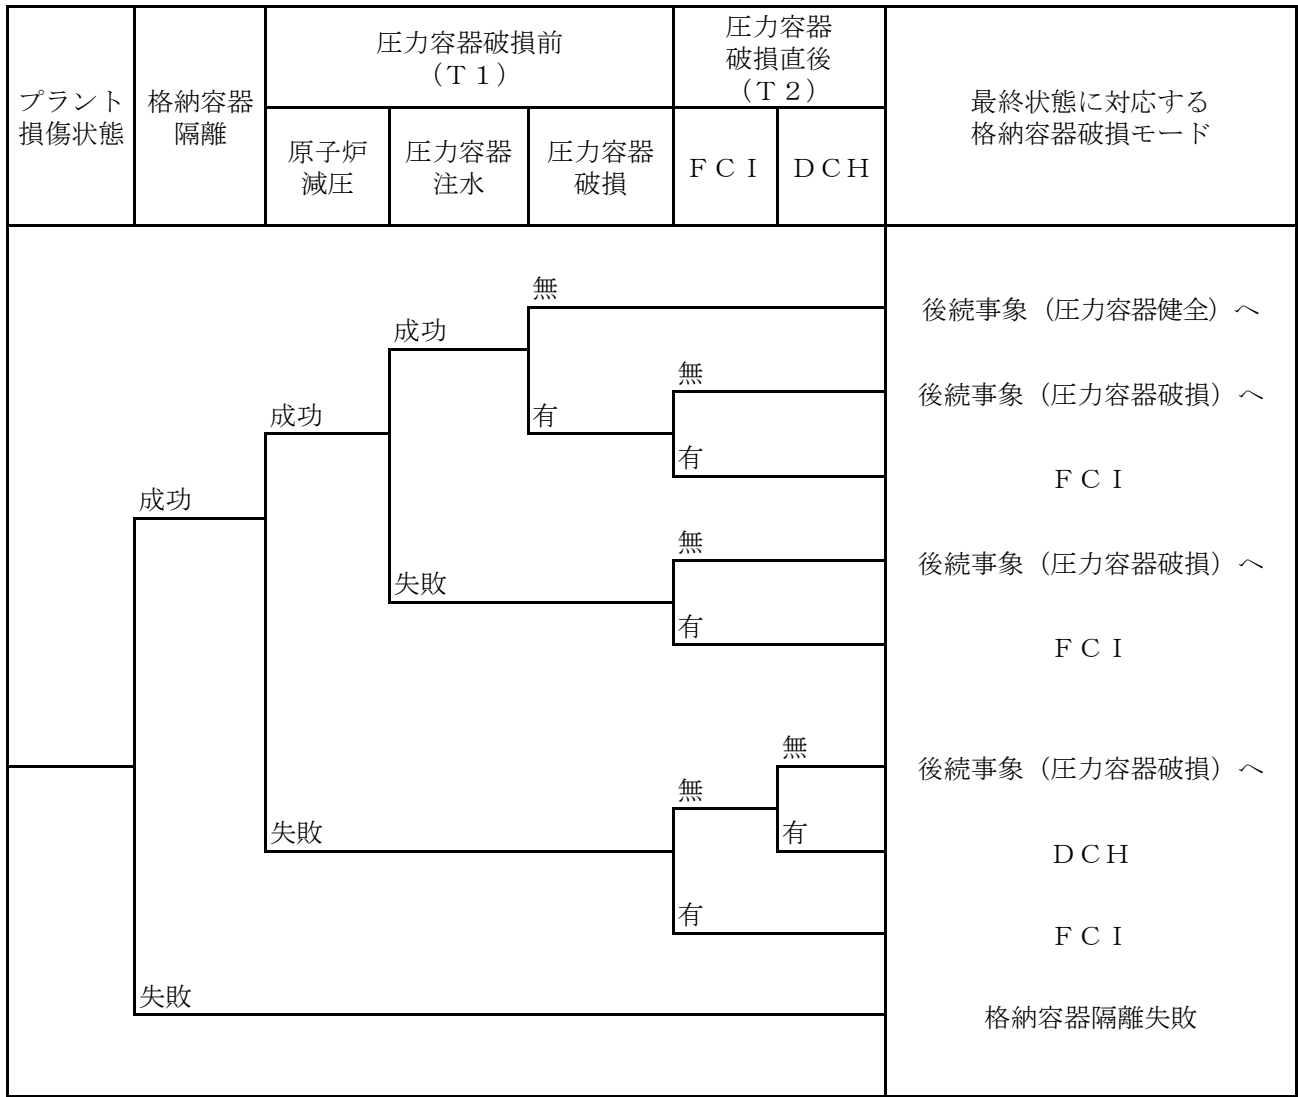 プラント
損傷状態
格納容器
隔離
圧力容器破損前
（Ｔ１）
圧力容器
破損直後
（Ｔ２）
最終状態に対応する
格納容器破損モード
原子炉
減圧
圧力容器
注水
圧力容器
破損
ＦＣＩ
ＤＣＨ
無
後続事象（圧力容器健全）へ
成功
無
後続事象（圧力容器破損）へ
成功
有
有
ＦＣＩ
成功
無
後続事象（圧力容器破損）へ
失敗
有
ＦＣＩ
無
後続事象（圧力容器破損）へ
無
失敗
有
ＤＣＨ
有
ＦＣＩ
失敗
格納容器隔離失敗